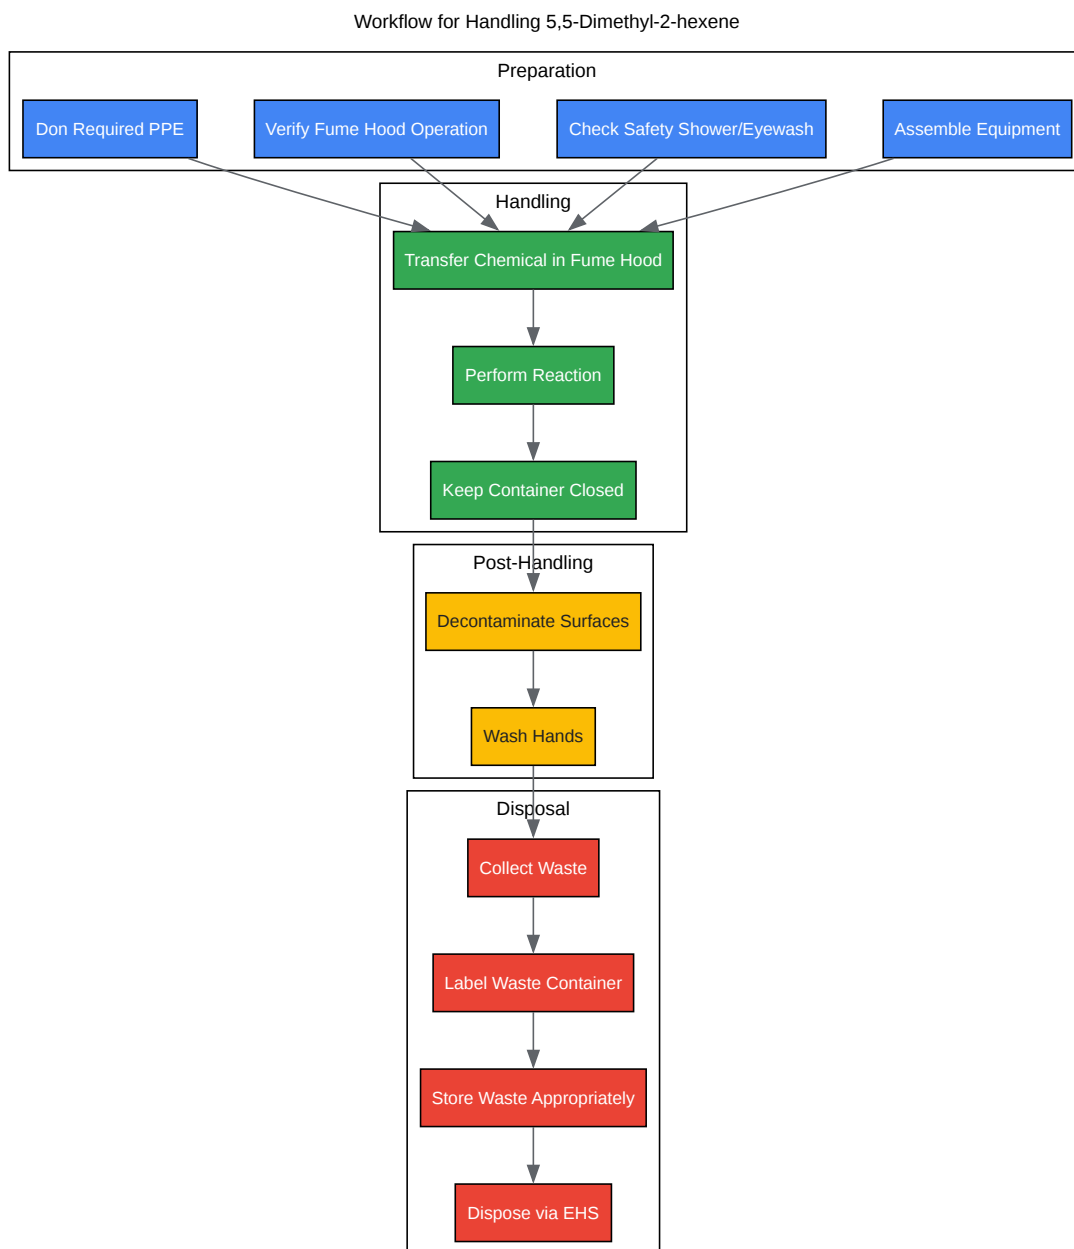 Workflow for Handling 5,5-Dimethyl-2-hexene
Preparation
Don Required PPE
Verify Fume Hood Operation
Check Safety Shower/Eyewash
Assemble Equipment
Handling
Transfer Chemical in Fume Hood
Perform Reaction
Keep Container Closed
Post-Handling
Decontaminate Surfaces
Wash Hands
Disposal
Collect Waste
Label Waste Container
Store Waste Appropriately
Dispose via EHS